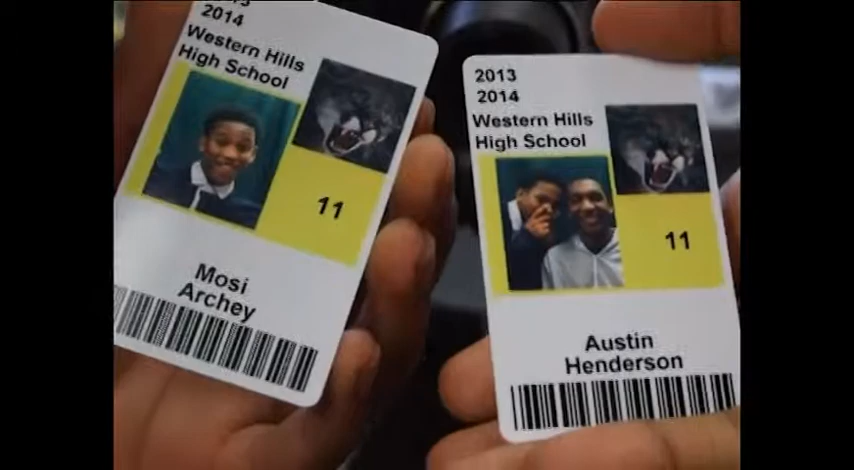 2014
Western Hills
High School
11
Mosi
Archey
2013
2014
Western Hills
High School
11
Austin
Henderson